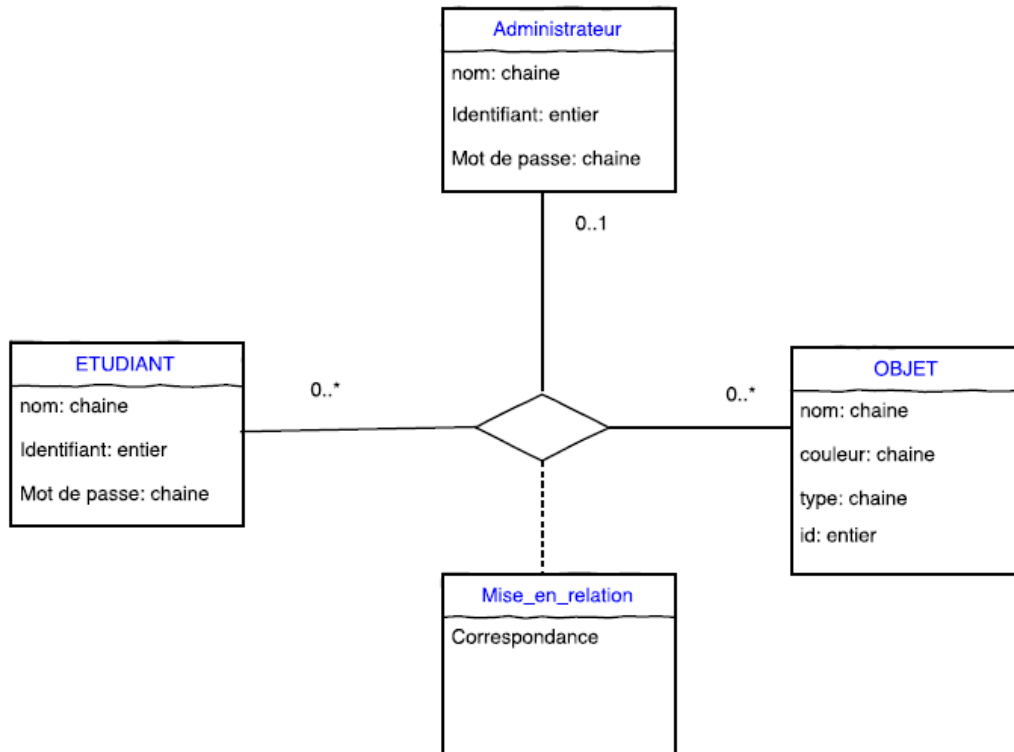 Administrateur
nom: chaine
Identifiant: entier
Mot de passe: chaine
0..1
ETUDIANT
nom: chaine
Identifiant: entier
Mot de passe: chaine
0..*
0..*
OBJET
nom: chaine
couleur: chaine
type: chaine
id: entier
Mise_en_relation
Correspondance